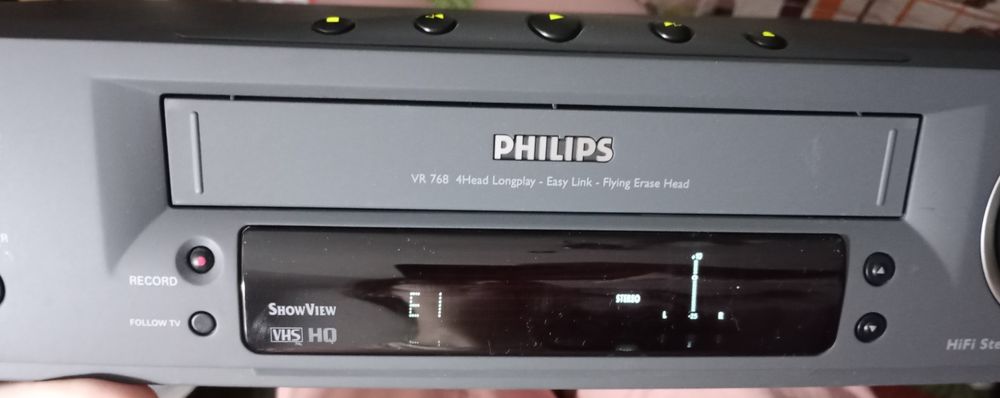 PHILIPS
VR 768 4Head Longplay - Easy Link - Flying Erase Head
RECORD
FOLLOW TV
SHOWVIEW
VHS HQ
E1
STEREO
L -25 R
HiFi Ste